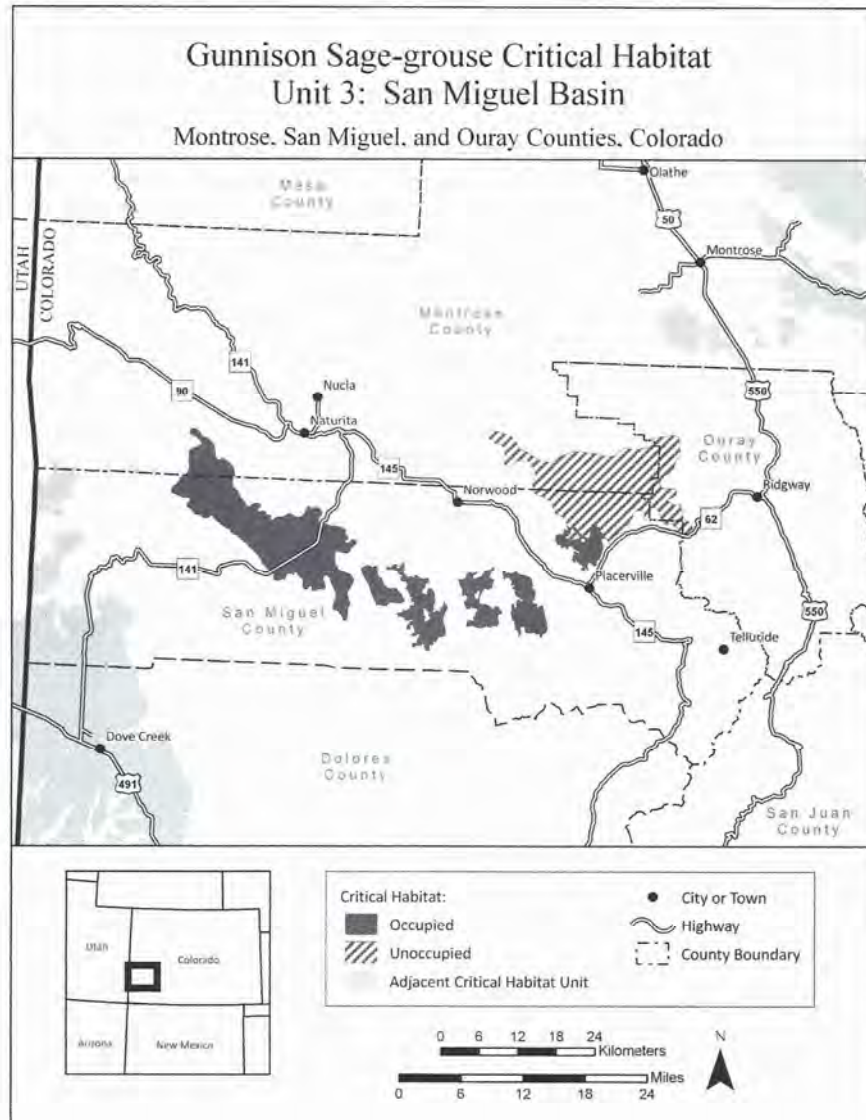 Gunnison Sage-grouse Critical Habitat
Unit 3: San Miguel Basin
Montrose, San Miguel, and Ouray Counties, Colorado
Mesa
County
Olathe
50
UTAH
COLORADO
Montrose
Montrose
County
141
90
Nucla
Naturita
550
Ouray
County
145
Norwood
Ridgway
62
141
Placerville
San Miguel
County
550
145
Telluride
Dove Creek
Dolores
County
491
San Juan
County
Utah
Colorado
Arizona
New Mexico
Critical Habitat:
Occupied
Unoccupied
Adjacent Critical Habitat Unit
City or Town
Highway
County Boundary
0 6 12 18 24
Kilometers
Miles
0 6 12 18 24
N